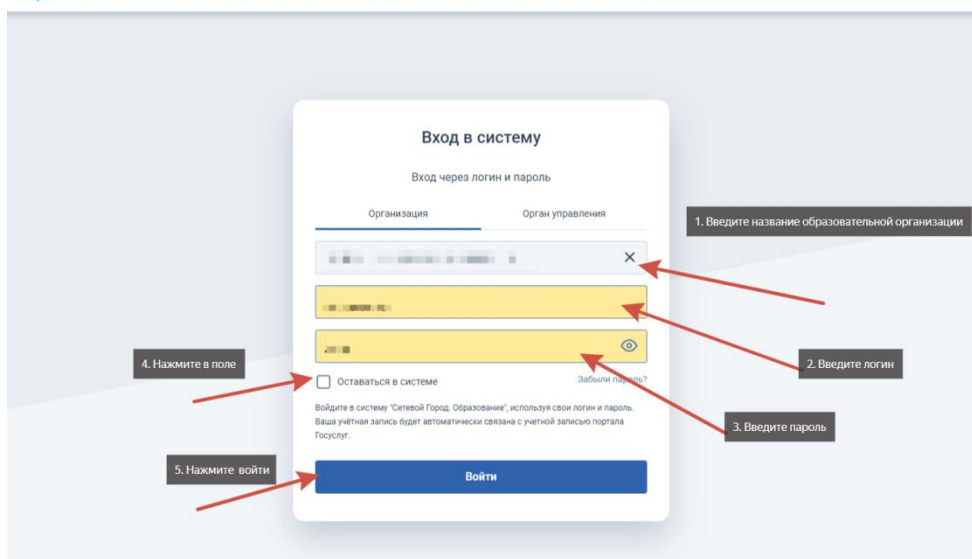 Вход в систему
Вход через логин и пароль
Организация
Орган управления
1. Введите название образовательной организации
2. Введите логин
3. Введите пароль
4. Нажмите в поле
Оставаться в системе
Забыли пароль?
Войдите в систему "Сетевой Город. Образование", используя свои логин и пароль.
Ваша учётная запись будет автоматически связана с учетной записью портала
Госуслуг.
5. Нажмите войти
Войти